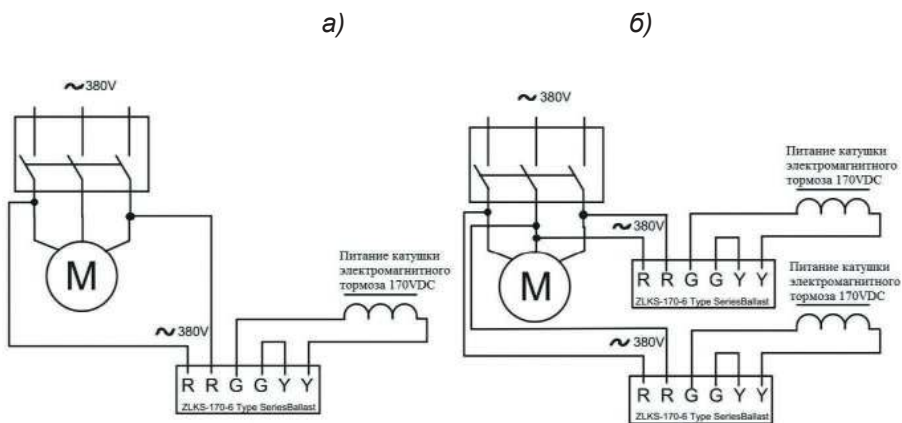 а)
б)
~380V
M
~380V
Питание катушки
электромагнитного
тормоза 170VDC
R R G G Y Y
ZLKS-170-6 Type SeriesBallast
~380V
M
~380V
Питание катушки
электромагнитного
тормоза 170VDC
R R G G Y Y
ZLKS-170-6 Type SeriesBallast
~380V
Питание катушки
электромагнитного
тормоза 170VDC
R R G G Y Y
ZLKS-170-6 Type SeriesBallast